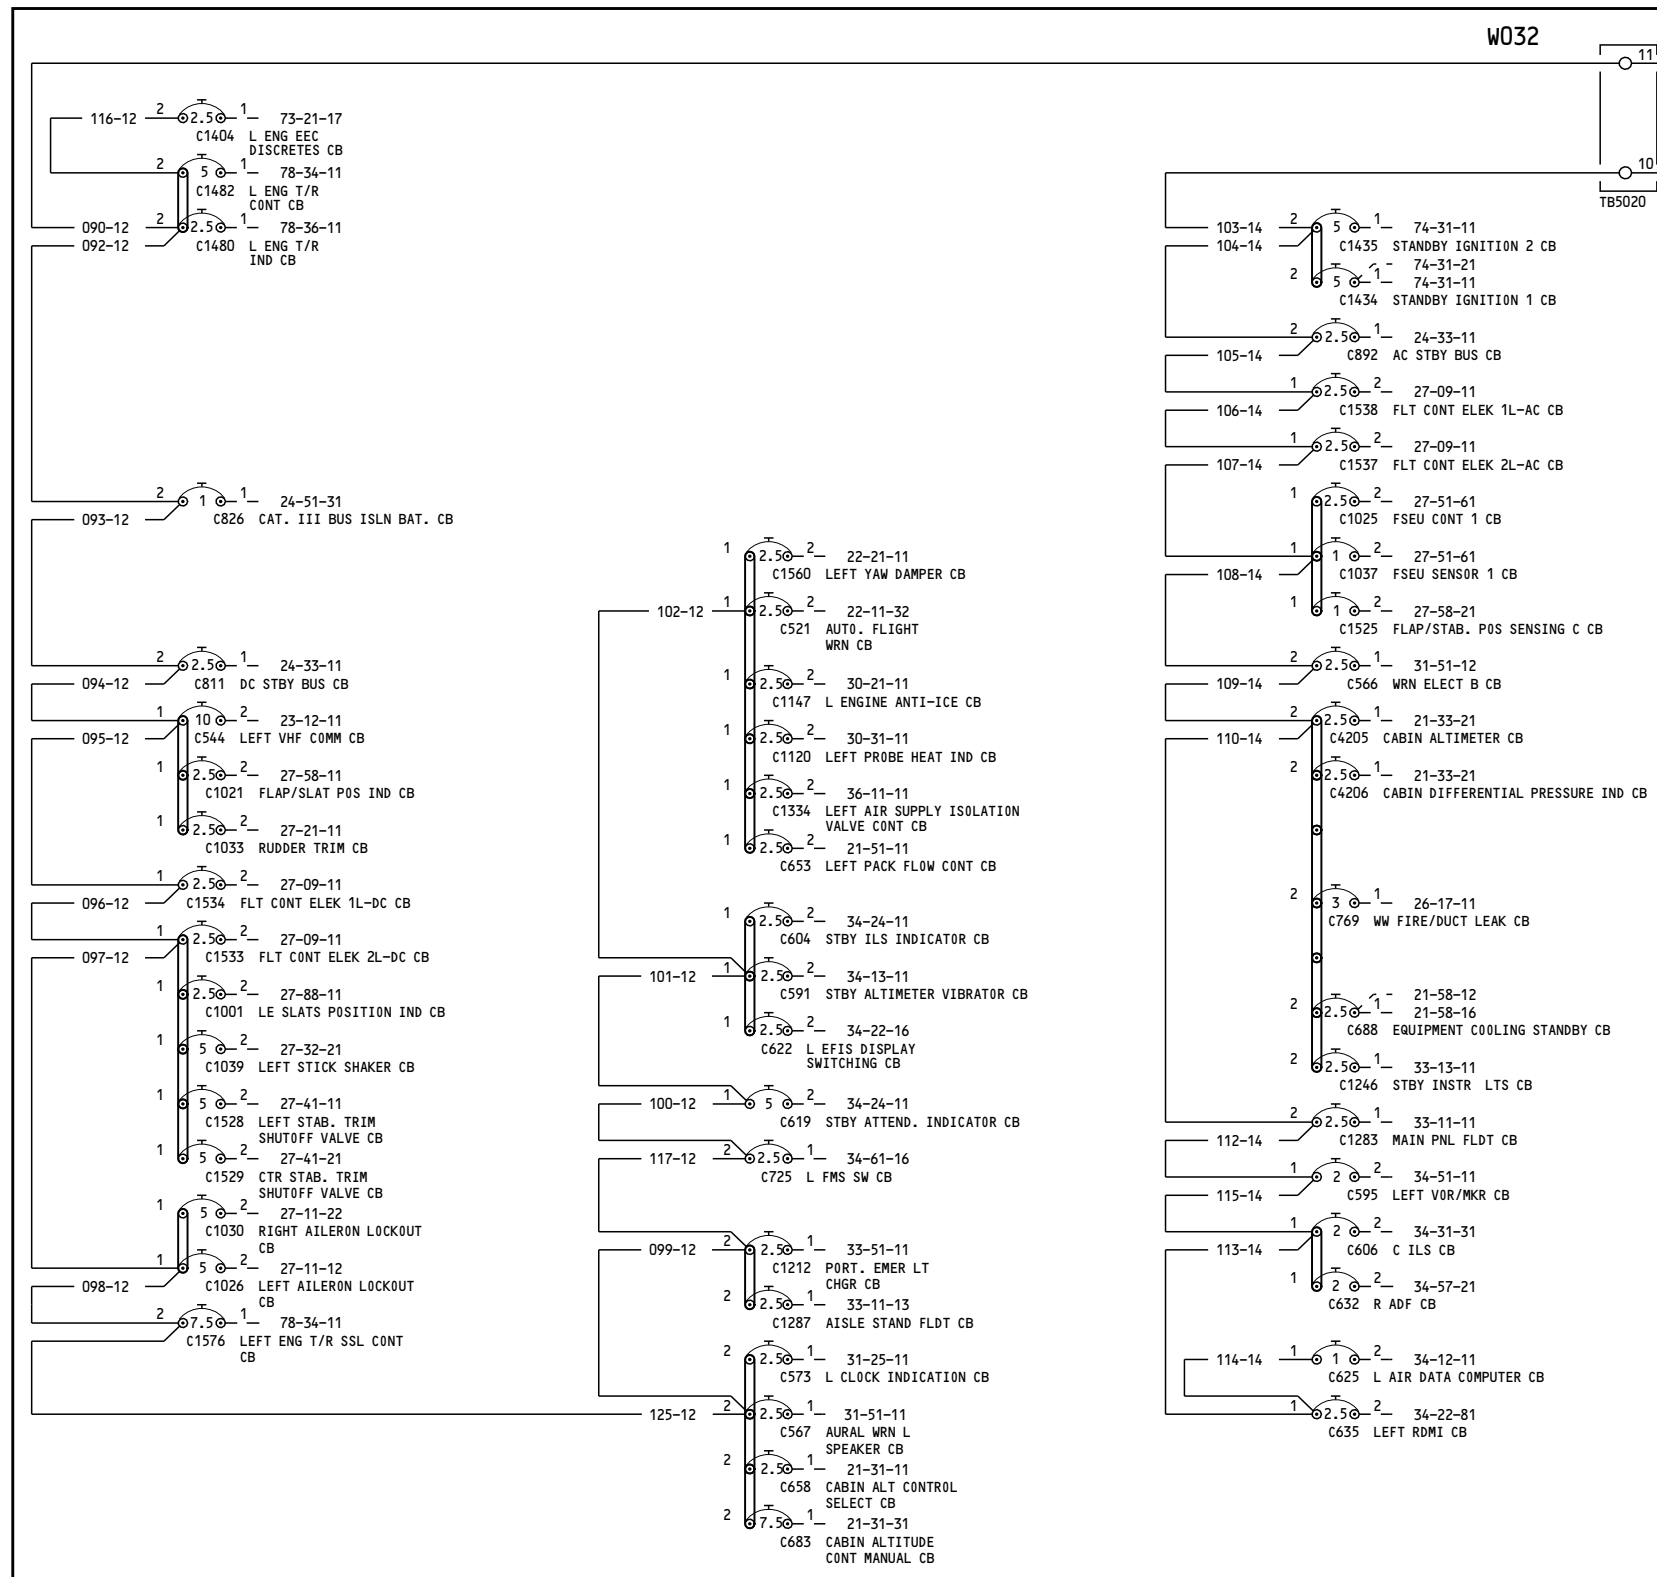 W032
11
10
TB5020
116-12 2 2.5 1 73-21-17
C1404 L ENG EEC
DISCRETES CB
2 5 1 78-34-11
C1482 L ENG T/R
CONT CB
090-12 2 2.5 1 78-36-11
092-12 C1480 L ENG T/R
IND CB
2 1 1 24-51-31
093-12 C826 CAT. III BUS ISLN BAT. CB
2 2.5 1 24-33-11
094-12 C811 DC STBY BUS CB
1 10 2 23-12-11
095-12 C544 LEFT VHF COMM CB
1 2.5 2 27-58-11
C1021 FLAP/SLAT POS IND CB
1 2.5 2 27-21-11
C1033 RUDDER TRIM CB
1 2.5 2 27-09-11
096-12 C1534 FLT CONT ELEK 1L-DC CB
1 2.5 2 27-09-11
097-12 C1533 FLT CONT ELEK 2L-DC CB
1 2.5 2 27-88-11
C1001 LE SLATS POSITION IND CB
1 5 2 27-32-21
C1039 LEFT STICK SHAKER CB
1 5 2 27-41-11
C1528 LEFT STAB. TRIM
SHUTOFF VALVE CB
1 5 2 27-41-21
C1529 CTR STAB. TRIM
SHUTOFF VALVE CB
1 5 2 27-11-22
C1030 RIGHT AILERON LOCKOUT
CB
1 5 2 27-11-12
098-12 C1026 LEFT AILERON LOCKOUT
CB
2 7.5 1 78-34-11
C1576 LEFT ENG T/R SSL CONT
CB
1 2.5 2 22-21-11
C1560 LEFT YAW DAMPER CB
102-12 1 2.5 2 22-11-32
C521 AUTO. FLIGHT
WRN CB
1 2.5 2 30-21-11
C1147 L ENGINE ANTI-ICE CB
1 2.5 2 30-31-11
C1120 LEFT PROBE HEAT IND CB
1 2.5 2 36-11-11
C1334 LEFT AIR SUPPLY ISOLATION
VALVE CONT CB
1 2.5 2 21-51-11
C653 LEFT PACK FLOW CONT CB
1 2.5 2 34-24-11
C604 STBY ILS INDICATOR CB
101-12 1 2.5 2 34-13-11
C591 STBY ALTIMETER VIBRATOR CB
1 2.5 2 34-22-16
C622 L EFIS DISPLAY
SWITCHING CB
100-12 1 5 2 34-24-11
C619 STBY ATTEND. INDICATOR CB
117-12 2 2.5 1 34-61-16
C725 L FMS SW CB
099-12 2 2.5 1 33-51-11
C1212 PORT. EMER LT
CHGR CB
2 2.5 1 33-11-13
C1287 AISLE STAND FLDT CB
2 2.5 1 31-25-11
C573 L CLOCK INDICATION CB
125-12 2 2.5 1 31-51-11
C567 AURAL WRN L
SPEAKER CB
2 2.5 1 21-31-11
C658 CABIN ALT CONTROL
SELECT CB
2 7.5 1 21-31-31
C683 CABIN ALTITUDE
CONT MANUAL CB
103-14 2 5 1 74-31-11
104-14 C1435 STANDBY IGNITION 2 CB
74-31-21
2 5 1 74-31-11
C1434 STANDBY IGNITION 1 CB
2 2.5 1 24-33-11
105-14 C892 AC STBY BUS CB
1 2.5 2 27-09-11
106-14 C1538 FLT CONT ELEK 1L-AC CB
1 2.5 2 27-09-11
107-14 C1537 FLT CONT ELEK 2L-AC CB
1 2.5 2 27-51-61
C1025 FSEU CONT 1 CB
1 1 2 27-51-61
108-14 C1037 FSEU SENSOR 1 CB
1 1 2 27-58-21
C1525 FLAP/STAB. POS SENSING C CB
2 2.5 1 31-51-12
109-14 C566 WRN ELECT B CB
2 2.5 1 21-33-21
110-14 C4205 CABIN ALTIMETER CB
2 2.5 1 21-33-21
C4206 CABIN DIFFERENTIAL PRESSURE IND CB
2 3 1 26-17-11
C769 WW FIRE/DUCT LEAK CB
21-58-12
2 2.5 1 21-58-16
C688 EQUIPMENT COOLING STANDBY CB
2 2.5 1 33-13-11
C1246 STBY INSTR LTS CB
2 2.5 1 33-11-11
112-14 C1283 MAIN PNL FLDT CB
1 2 2 34-51-11
115-14 C595 LEFT VOR/MKR CB
1 2 2 34-31-31
113-14 C606 C ILS CB
1 2 2 34-57-21
C632 R ADF CB
114-14 1 1 2 34-12-11
C625 L AIR DATA COMPUTER CB
1 2.5 2 34-22-81
C635 LEFT RDMI CB